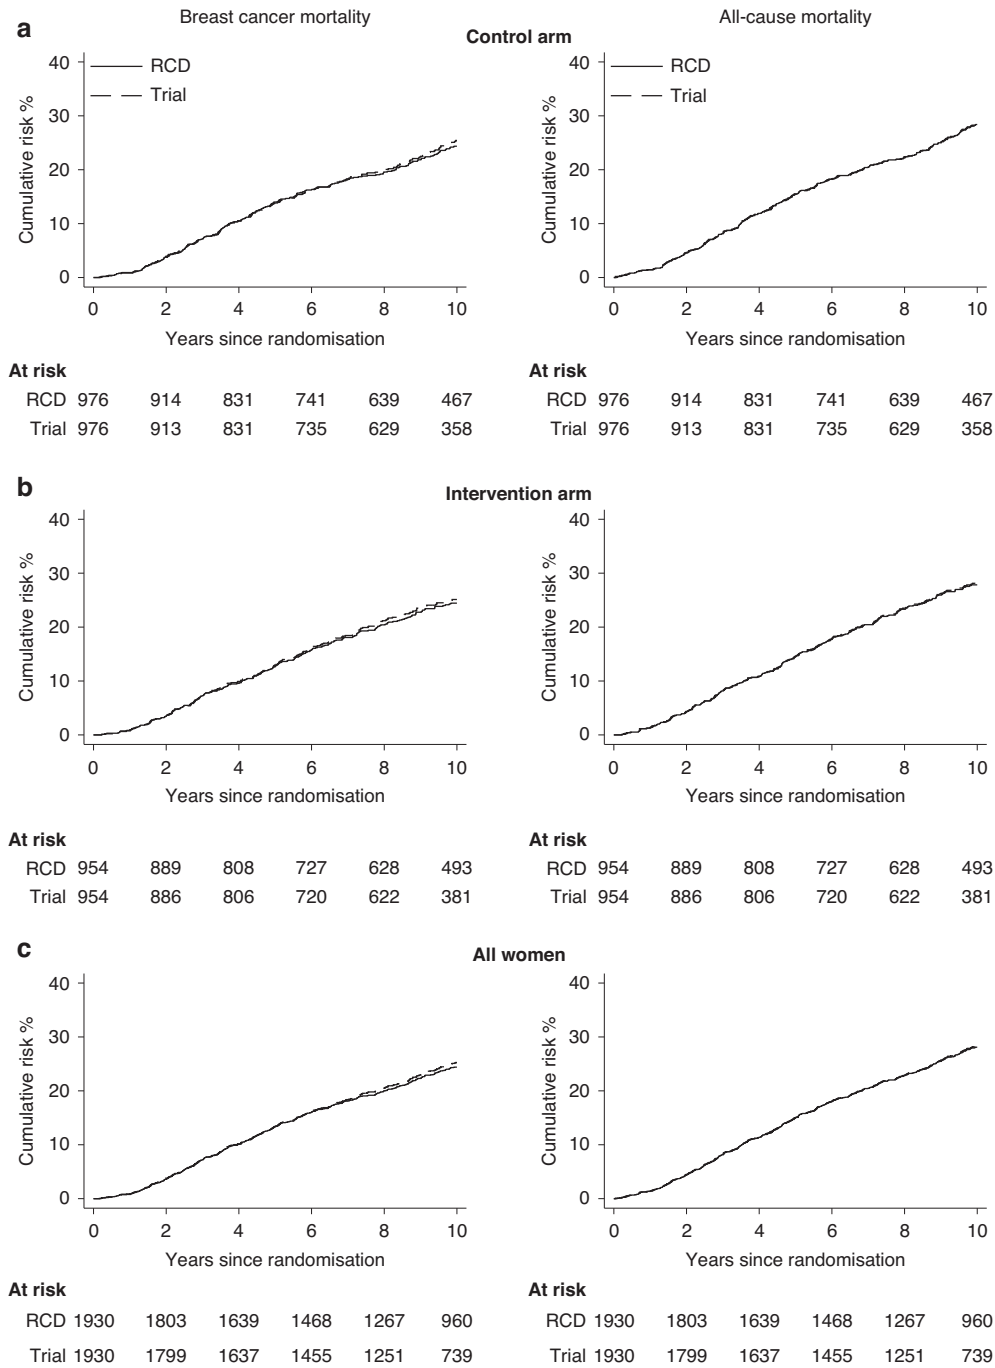 Breast cancer mortality
All-cause mortality
a
Control arm
40
30
20
10
0
Cumulative risk %
RCD
Trial
0 2 4 6 8 10
Years since randomisation
40
30
20
10
0
Cumulative risk %
RCD
Trial
0 2 4 6 8 10
Years since randomisation
At risk
RCD 976 914 831 741 639 467
Trial 976 913 831 735 629 358
At risk
RCD 976 914 831 741 639 467
Trial 976 913 831 735 629 358
b
Intervention arm
40
30
20
10
0
Cumulative risk %
0 2 4 6 8 10
Years since randomisation
40
30
20
10
0
Cumulative risk %
0 2 4 6 8 10
Years since randomisation
At risk
RCD 954 889 808 727 628 493
Trial 954 886 806 720 622 381
At risk
RCD 954 889 808 727 628 493
Trial 954 886 806 720 622 381
c
All women
40
30
20
10
0
Cumulative risk %
0 2 4 6 8 10
Years since randomisation
40
30
20
10
0
Cumulative risk %
0 2 4 6 8 10
Years since randomisation
At risk
RCD 1930 1803 1639 1468 1267 960
Trial 1930 1799 1637 1455 1251 739
At risk
RCD 1930 1803 1639 1468 1267 960
Trial 1930 1799 1637 1455 1251 739